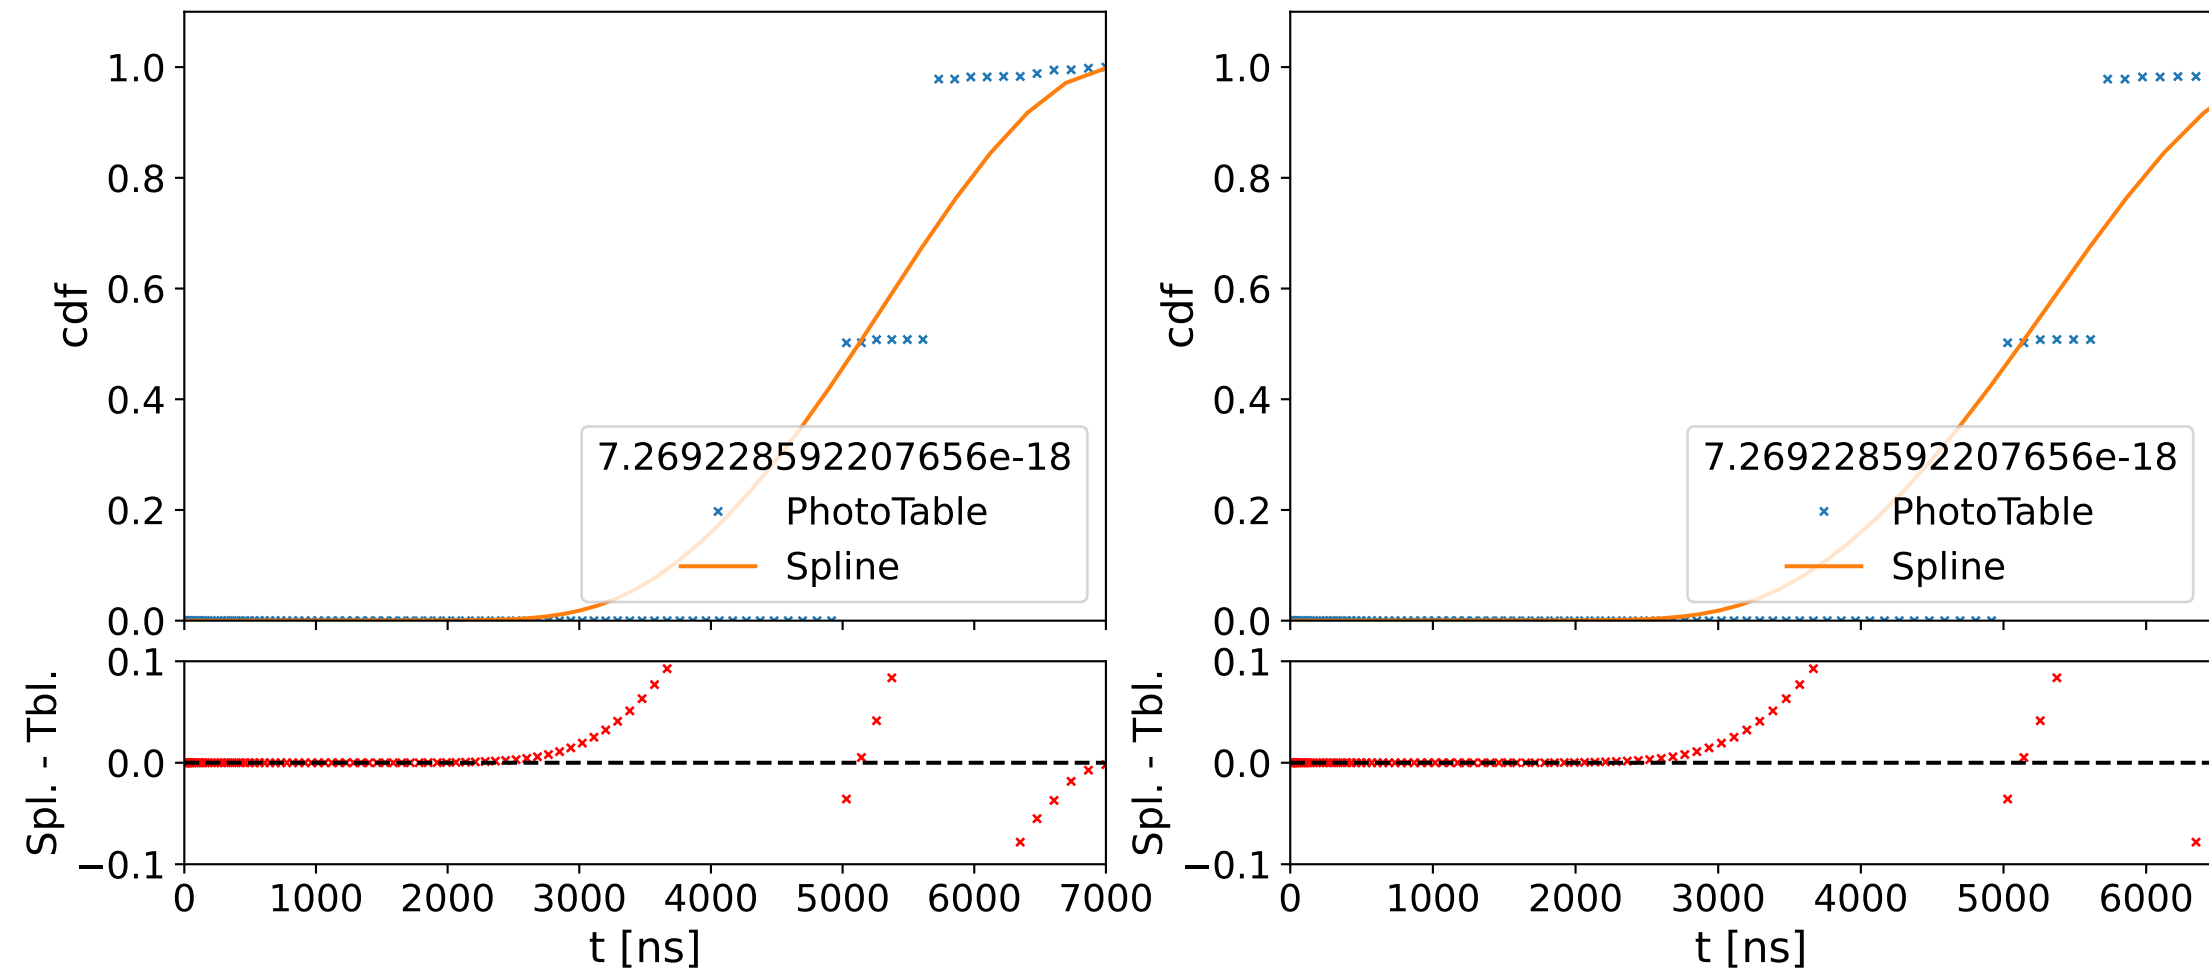 cdf
1.0
0.8
0.6
0.4
0.2
0.0
7.269228592207656e-18
PhotoTable
Spline
Spl. - Tbl.
0.1
0.0
−0.1
0 1000 2000 3000 4000 5000 6000 7000
t [ns]
cdf
1.0
0.8
0.6
0.4
0.2
0.0
7.269228592207656e-18
PhotoTable
Spline
Spl. - Tbl.
0.1
0.0
−0.1
0 1000 2000 3000 4000 5000 6000
t [ns]